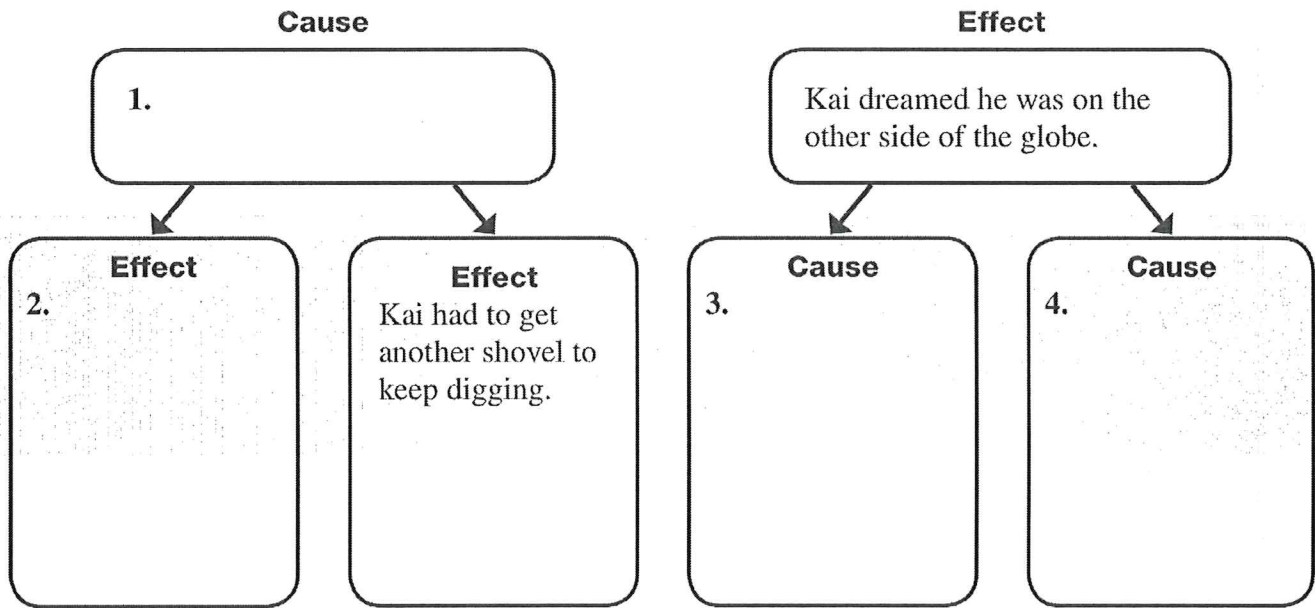 Cause
1.
Effect
2.
Effect
Kai had to get
another shovel to
keep digging.
Effect
Kai dreamed he was on the
other side of the globe.
Cause
3.
Cause
4.